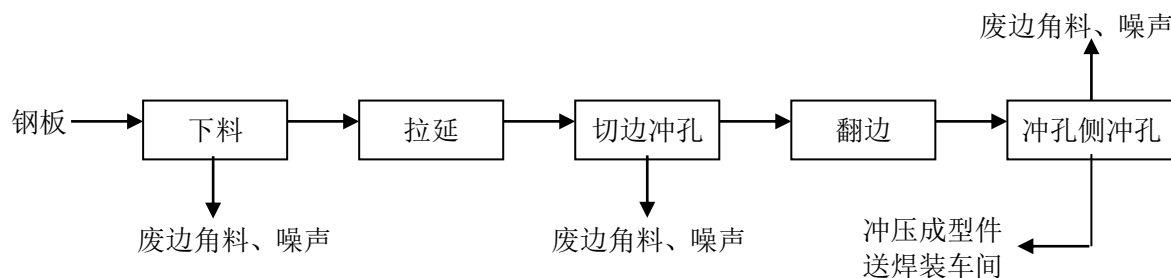 废边角料、噪声
钢板
下料
拉延
切边冲孔
翻边
冲孔侧冲孔
废边角料、噪声
废边角料、噪声
冲压成型件
送焊装车间